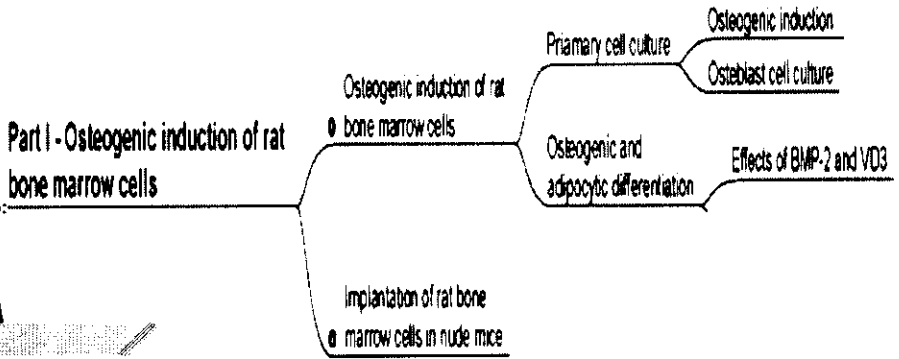 Part I - Osteogenic induction of rat
bone marrow cells
Osteogenic induction of rat
bone marrow cells
Priamary cell culture
Osteogenic induction
Osteblast cell culture
Osteogenic and
adipocytic differentiation
Effects of BMP-2 and VD3
Implantation of rat bone
marrow cells in nude mice